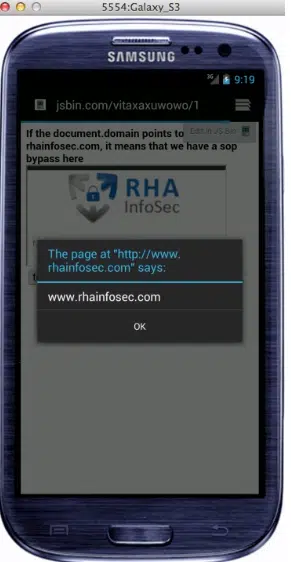 5554:Galaxy_S3
SAMSUNG
3G 9:19
jsbin.com/vitaxaxuwowo/1
If the document.domain points to
Edit in JS Bin
rhainfosec.com, it means that we have a sop
bypass here
RHA
InfoSec
The page at "http://www.
rhainfosec.com" says:
www.rhainfosec.com
OK